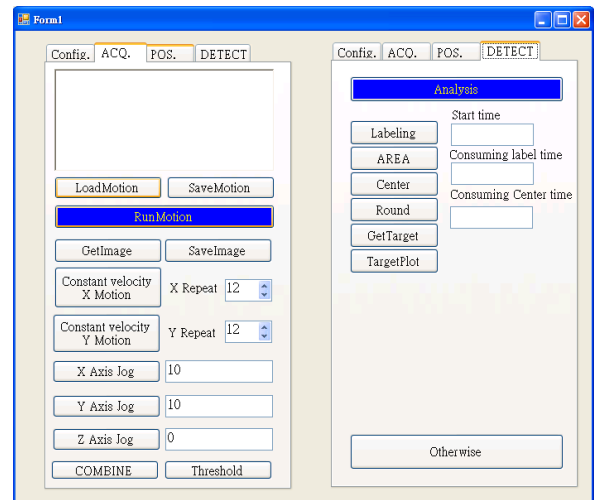 Form1
Config. ACQ. POS. DETECT
LoadMotion SaveMotion
RunMotion
GetImage SaveImage
Constant velocity
X Motion
X Repeat 12
Constant velocity
Y Motion
Y Repeat 12
X Axis Jog 10
Y Axis Jog 10
Z Axis Jog 0
COMBINE Threshold
Config. ACQ. POS. DETECT
Analysis
Start time
Labeling
Consuming label time
AREA
Center
Consuming Center time
Round
GetTarget
TargetPlot
Otherwise